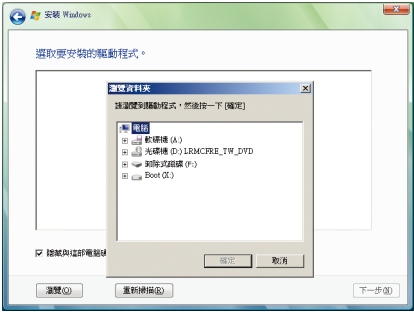 安裝 Windows
選取要安裝的驅動程式。
瀏覽資料夾
請瀏覽到驅動程式，然後按一下 [確定]
電腦
軟碟機 (A:)
光碟機 (D:) LRMCFRE_TW_DVD
卸除式磁碟 (F:)
Boot (X:)
確定
取消
隱藏與這部電腦硬
瀏覽(O)
重新掃描(R)
下一步(N)